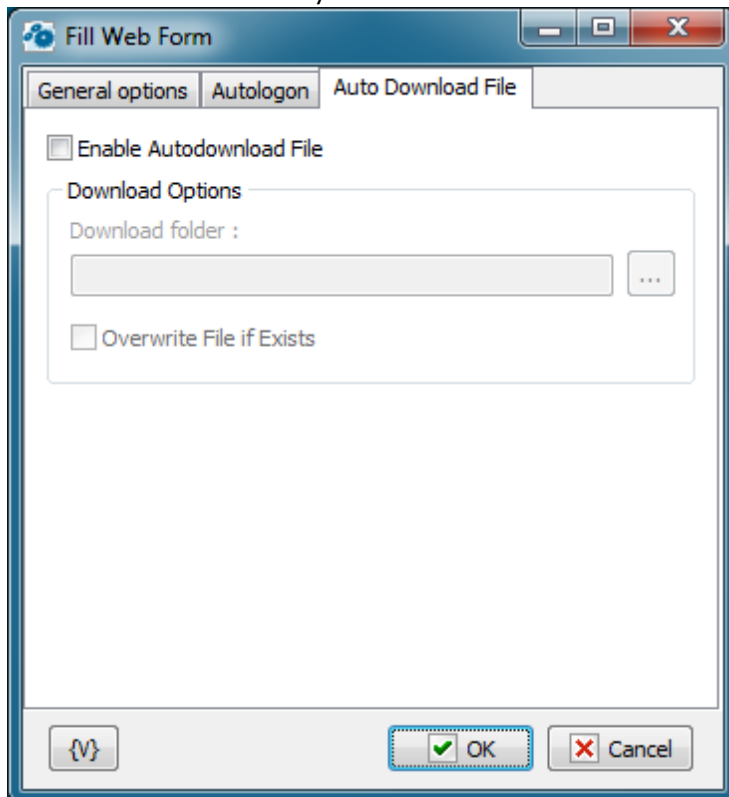 Fill Web Form
General options Autologon Auto Download File
Enable Autodownload File
Download Options
Download folder :
...
Overwrite File if Exists
{V} OK Cancel